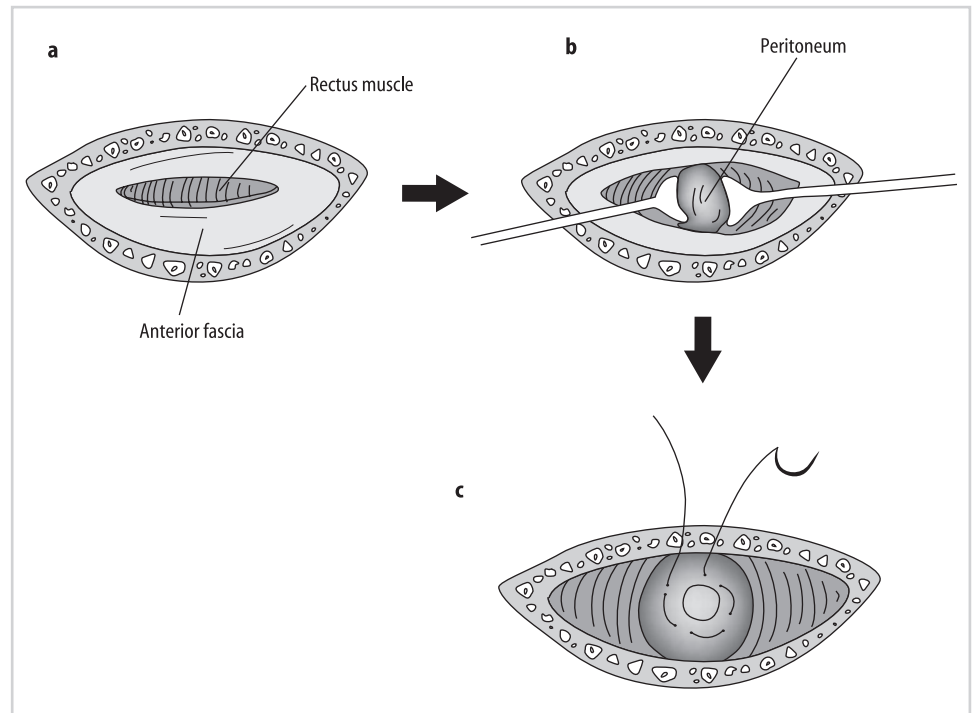 a
Rectus muscle
Anterior fascia
b
Peritoneum
c